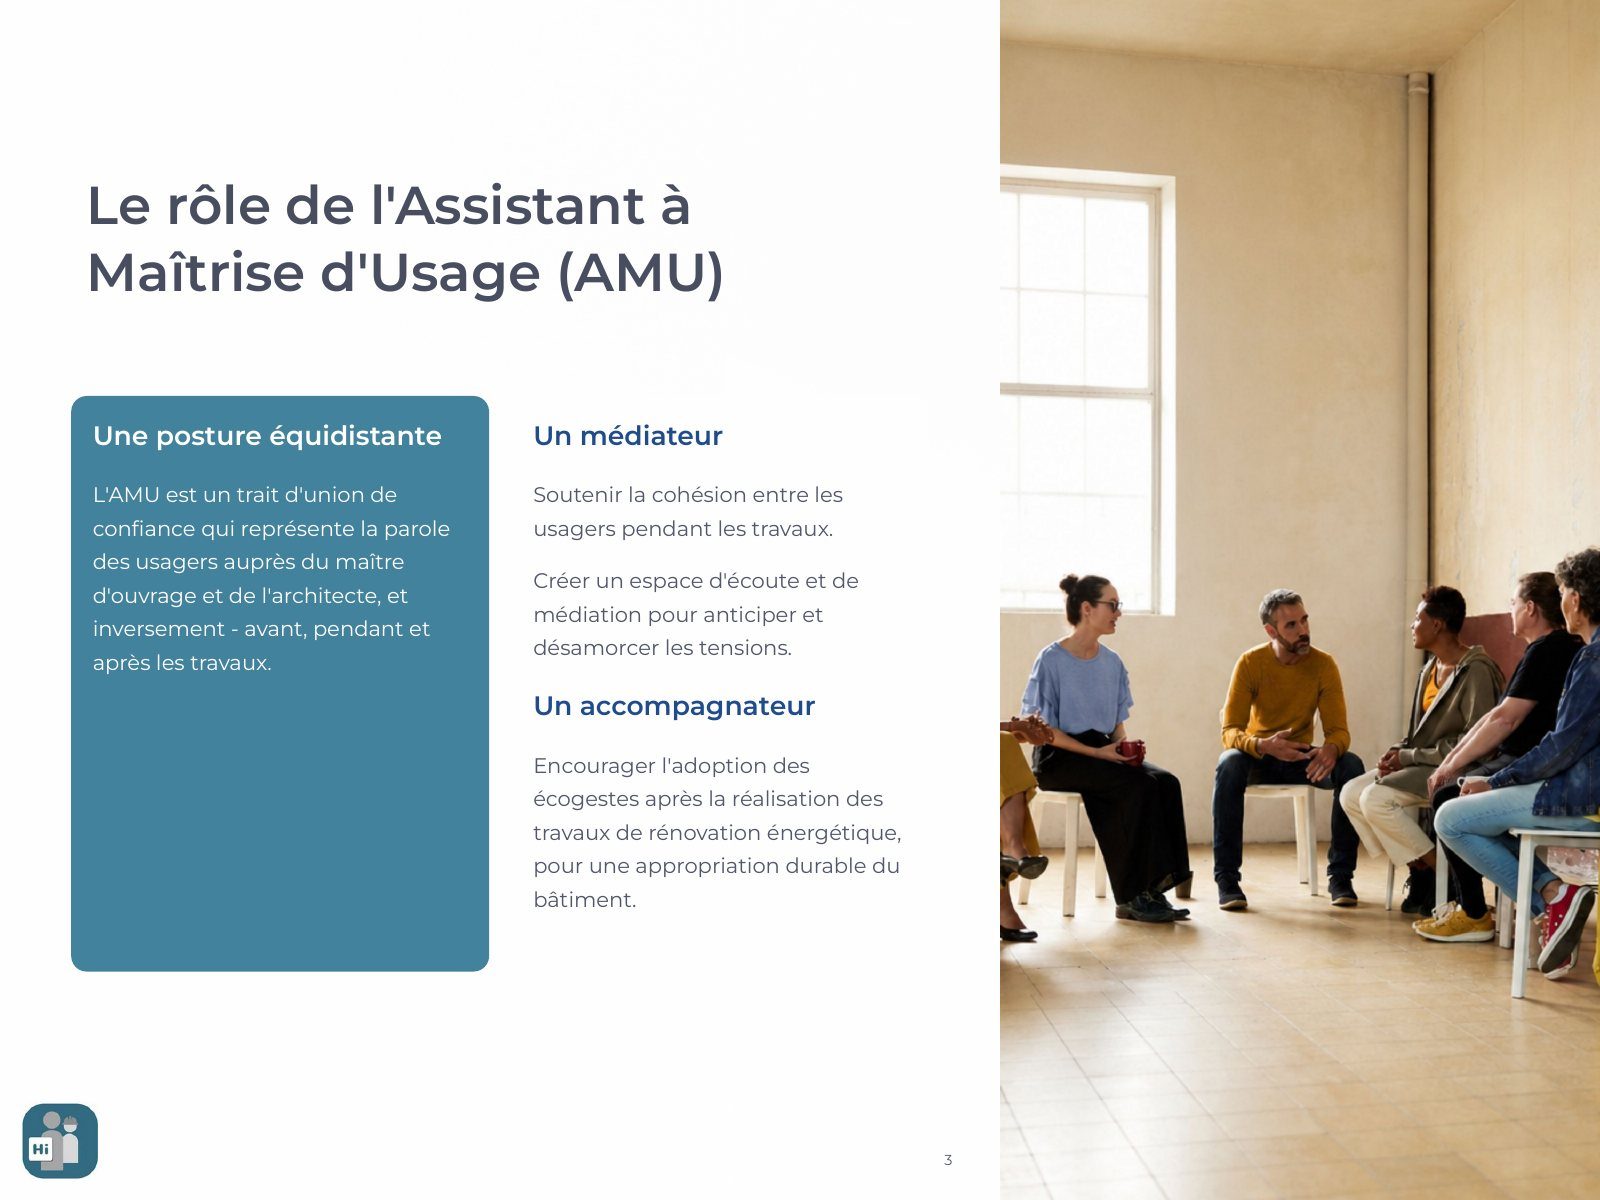 Le rôle de l'Assistant à
Maîtrise d'Usage (AMU)
Une posture équidistante
L'AMU est un trait d'union de
confiance qui représente la parole
des usagers auprès du maître
d'ouvrage et de l'architecte, et
inversement - avant, pendant et
après les travaux.
Un médiateur
Soutenir la cohésion entre les
usagers pendant les travaux.
Créer un espace d'écoute et de
médiation pour anticiper et
désamorcer les tensions.
Un accompagnateur
Encourager l'adoption des
écogestes après la réalisation des
travaux de rénovation énergétique,
pour une appropriation durable du
bâtiment.
Hi
3